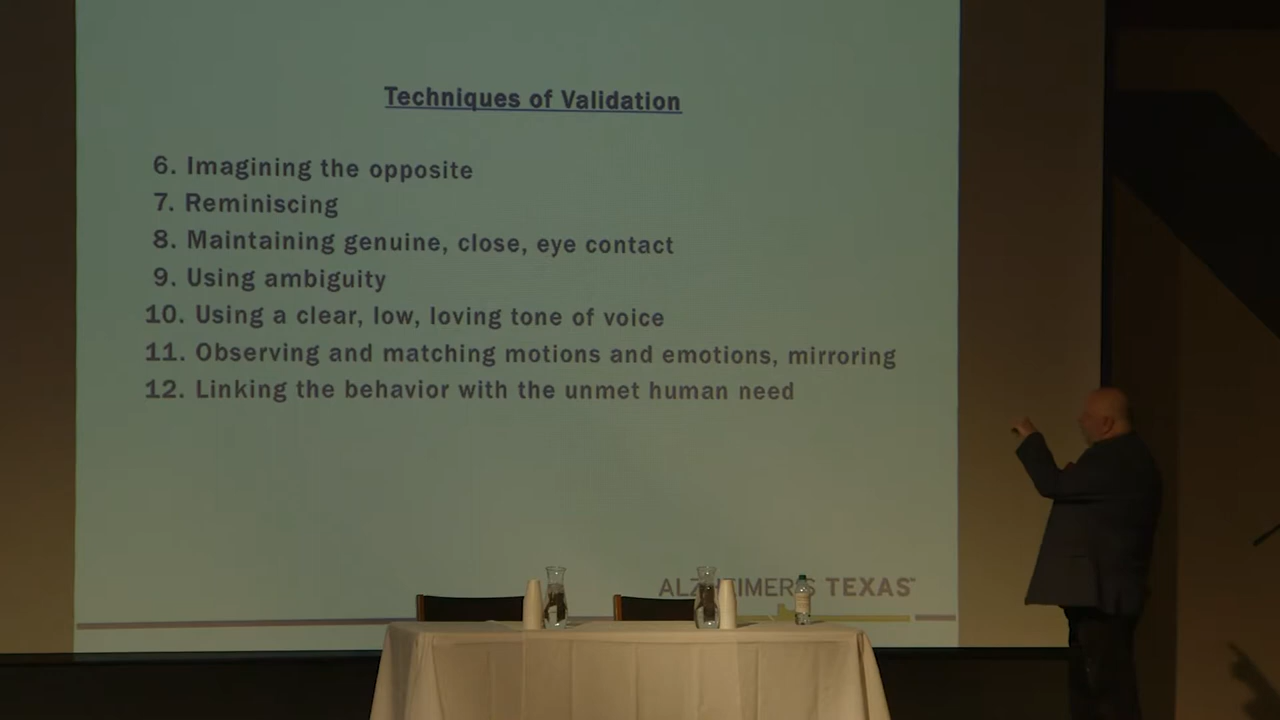 Techniques of Validation
6. Imagining the opposite
7. Reminiscing
8. Maintaining genuine, close, eye contact
9. Using ambiguity
10. Using a clear, low, loving tone of voice
11. Observing and matching motions and emotions, mirroring
12. Linking the behavior with the unmet human need
ALZHEIMER'S TEXAS™